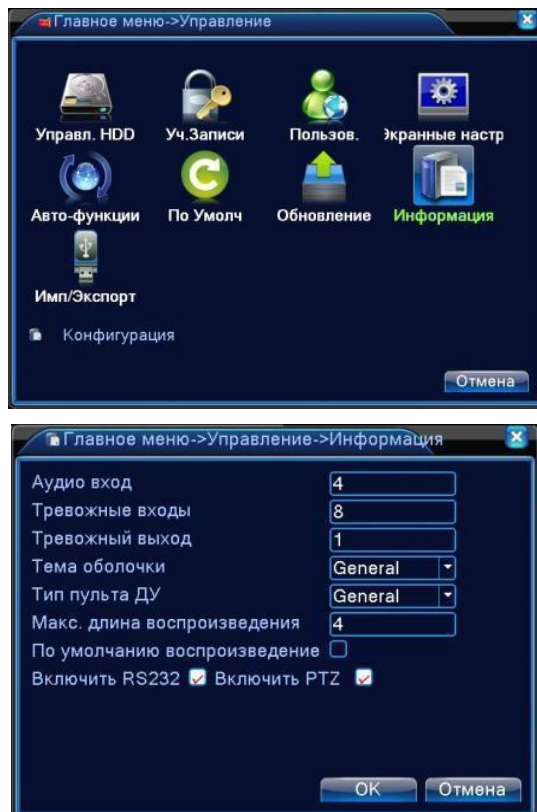 Главное меню->Управление
Управл. HDD Уч.Записи Пользов. Экранные настр
Авто-функции По Умолч Обновление Информация
Имп/Экспорт
Конфигурация
Отмена
Главное меню->Управление->Информация
Аудио вход 4
Тревожные входы 8
Тревожный выход 1
Тема оболочки General
Тип пульта ДУ General
Макс. длина воспроизведения 4
По умолчанию воспроизведение
Включить RS232 Включить PTZ
OK Отмена